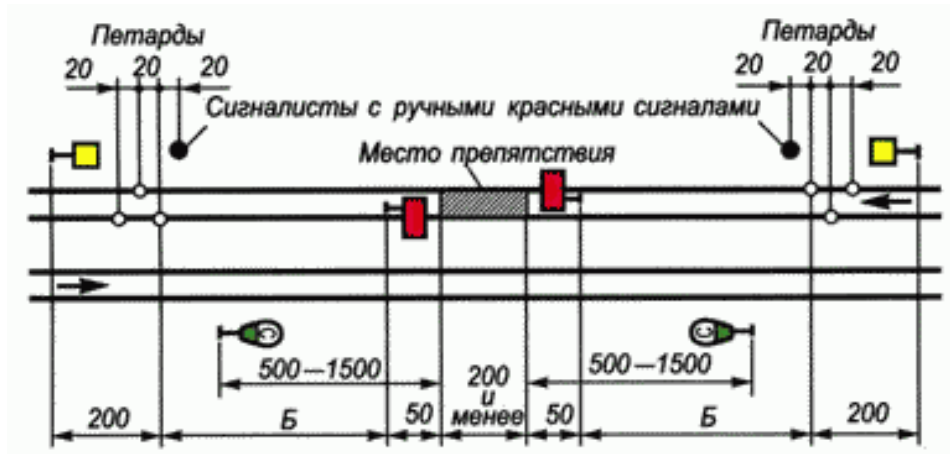 Петарды Петарды
20 20 20 20 20 20
Сигналисты с ручными красными сигналами
Место препятствия
С С
500—1500 200 и менее 500—1500
200 Б 50 50 Б 200